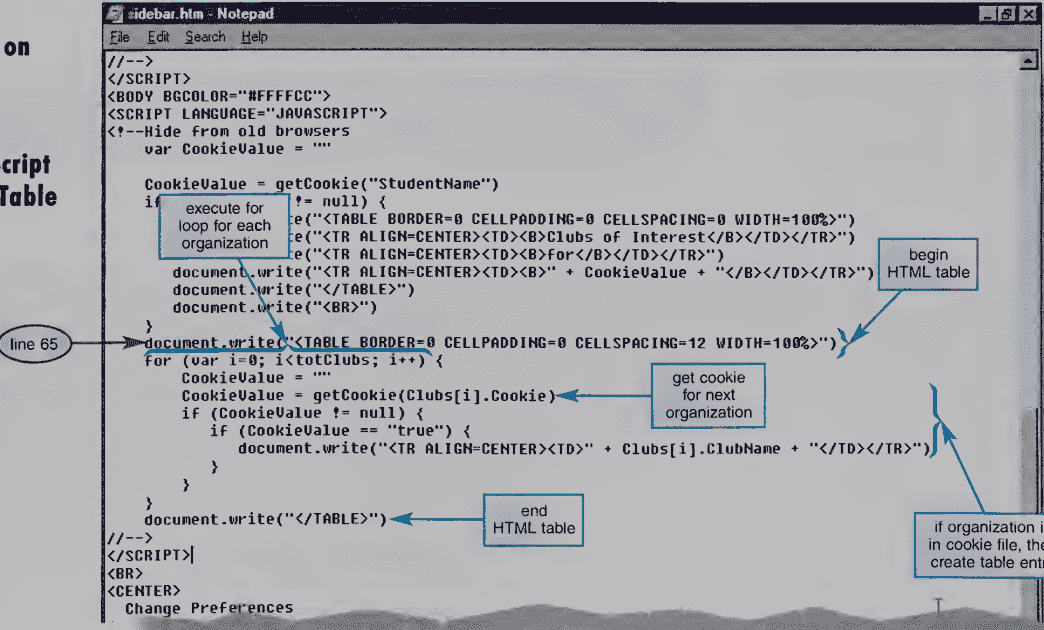 on
cript
Table
sidebar.htm - Notepad
File Edit Search Help
//-->
</SCRIPT>
<BODY BGCOLOR="#FFFFCC">
<SCRIPT LANGUAGE="JAVASCRIPT">
<!--Hide from old browsers
var CookieValue = ""
CookieValue = getCookie("StudentName")
if != null) {
execute for
loop for each
organization
te("<TABLE BORDER=0 CELLPADDING=0 CELLSPACING=0 WIDTH=100%>")
te("<TR ALIGN=CENTER><TD><B>Clubs of Interest</B></TD></TR>")
te("<TR ALIGN=CENTER><TD><B>for</B></TD></TR>")
document.write("<TR ALIGN=CENTER><TD><B>" + CookieValue + "</B></TD></TR>")
begin
HTML table
document.write("</TABLE>")
document.write("<BR>")
}
line 65
document.write("<TABLE BORDER=0 CELLPADDING=0 CELLSPACING=12 WIDTH=100%>")
for (var i=0; i<totClubs; i++) {
CookieValue = ""
CookieValue = getCookie(Clubs[i].Cookie)
get cookie
for next
organization
if (CookieValue != null) {
if (CookieValue == "true") {
document.write("<TR ALIGN=CENTER><TD>" + Clubs[i].ClubName + "</TD></TR>")
}
}
}
document.write("</TABLE>")
end
HTML table
if organization i
in cookie file, the
create table entr
//-->
</SCRIPT>
<BR>
<CENTER>
Change Preferences